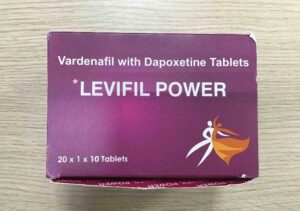 Vardenafil with Dapoxetine Tablets
*LEVIFIL POWER
20 x 1 x 10 Tablets